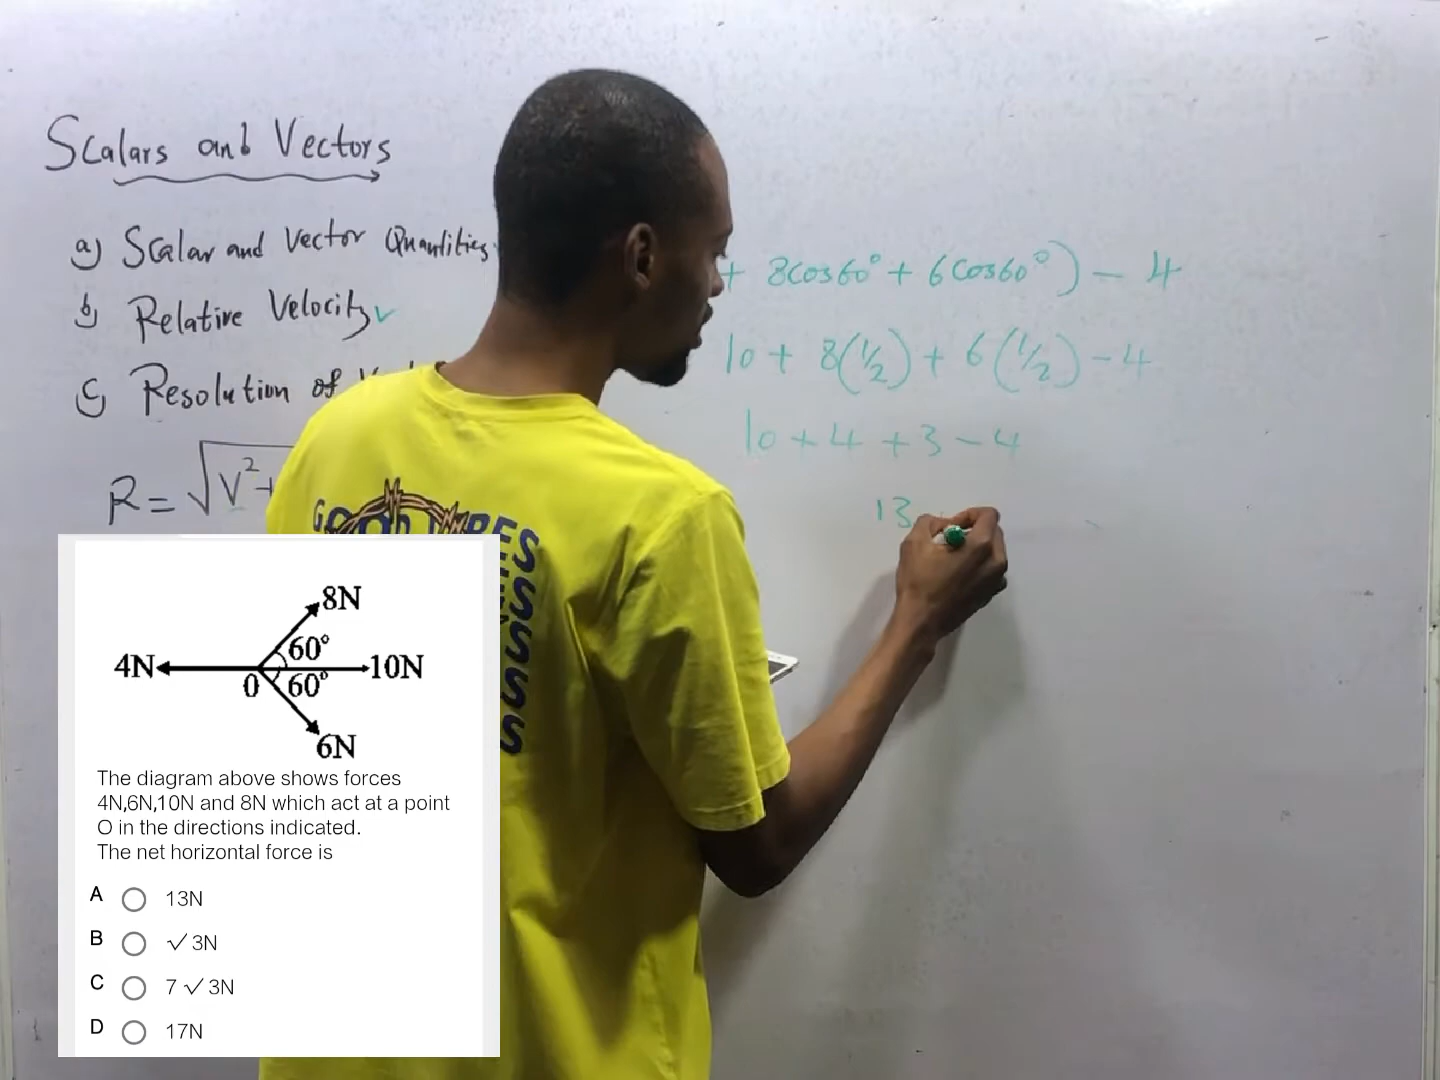 Scalars and Vectors
a) Scalar and Vector Quantities
b) Relative Velocity ✓
c) Resolution of
R = √V²+
+ 8cos60° + 6cos60°) - 4
10 + 8(1/2) + 6(1/2) - 4
10 + 4 + 3 - 4
13
8N
60°
4N
10N
0
60°
6N
The diagram above shows forces
4N,6N,10N and 8N which act at a point
O in the directions indicated.
The net horizontal force is
A 13N
B √3N
C 7√3N
D 17N